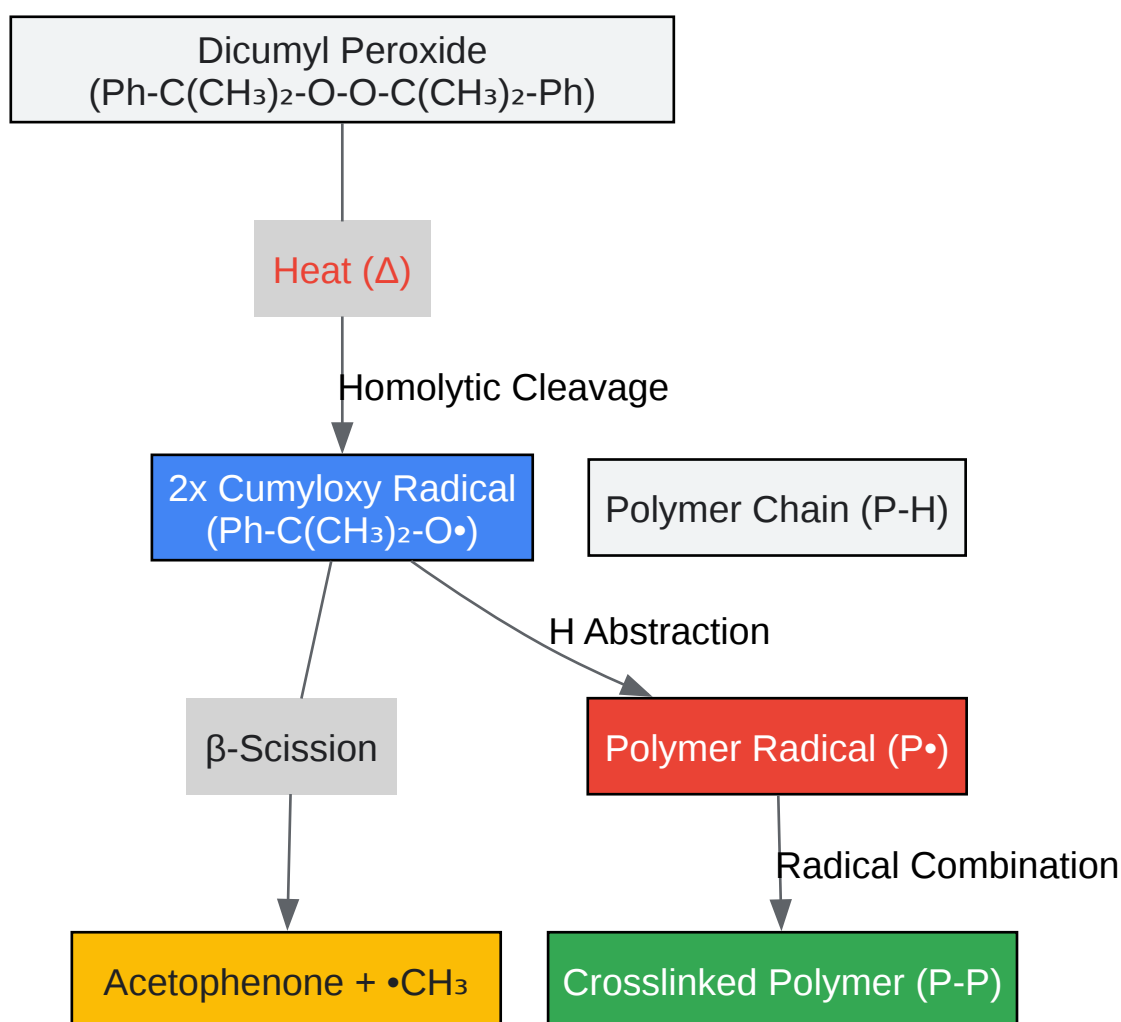 Dicumyl Peroxide
(Ph-C(CH₃)₂-O-O-C(CH₃)₂-Ph)
Heat (Δ)
Homolytic Cleavage
2x Cumyloxy Radical
(Ph-C(CH₃)₂-O•)
Polymer Chain (P-H)
H Abstraction
β-Scission
Polymer Radical (P•)
Radical Combination
Acetophenone + •CH₃
Crosslinked Polymer (P-P)